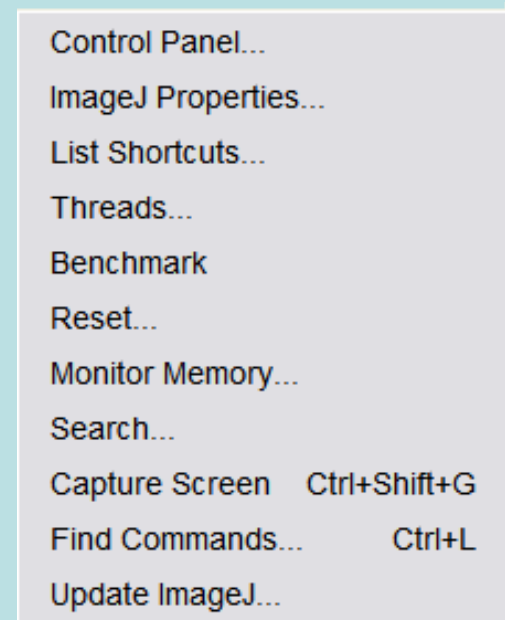 Control Panel...
ImageJ Properties...
List Shortcuts...
Threads...
Benchmark
Reset...
Monitor Memory...
Search...
Capture Screen Ctrl+Shift+G
Find Commands... Ctrl+L
Update ImageJ...